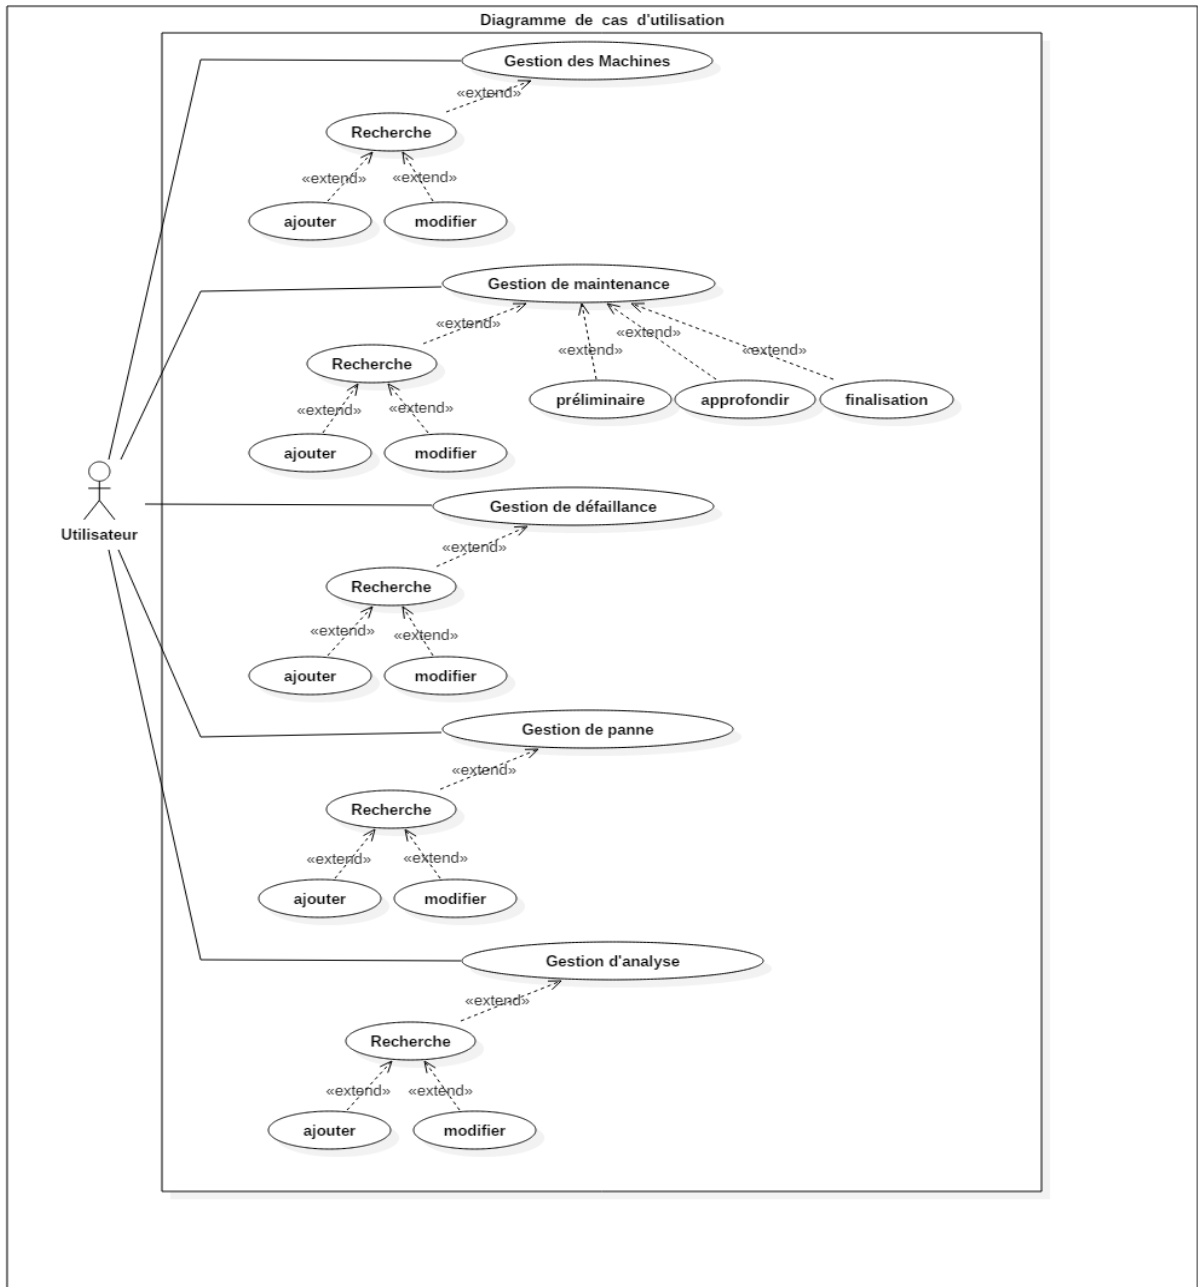 Diagramme de cas d'utilisation
Gestion des Machines
«extend»
Recherche
«extend» «extend»
ajouter modifier
Gestion de maintenance
«extend» «extend»
«extend» «extend»
Recherche
préliminaire approfondir finalisation
«extend» «extend»
ajouter modifier
Gestion de défaillance
Utilisateur
«extend»
Recherche
«extend» «extend»
ajouter modifier
Gestion de panne
«extend»
Recherche
«extend» «extend»
ajouter modifier
Gestion d'analyse
«extend»
Recherche
«extend» «extend»
ajouter modifier